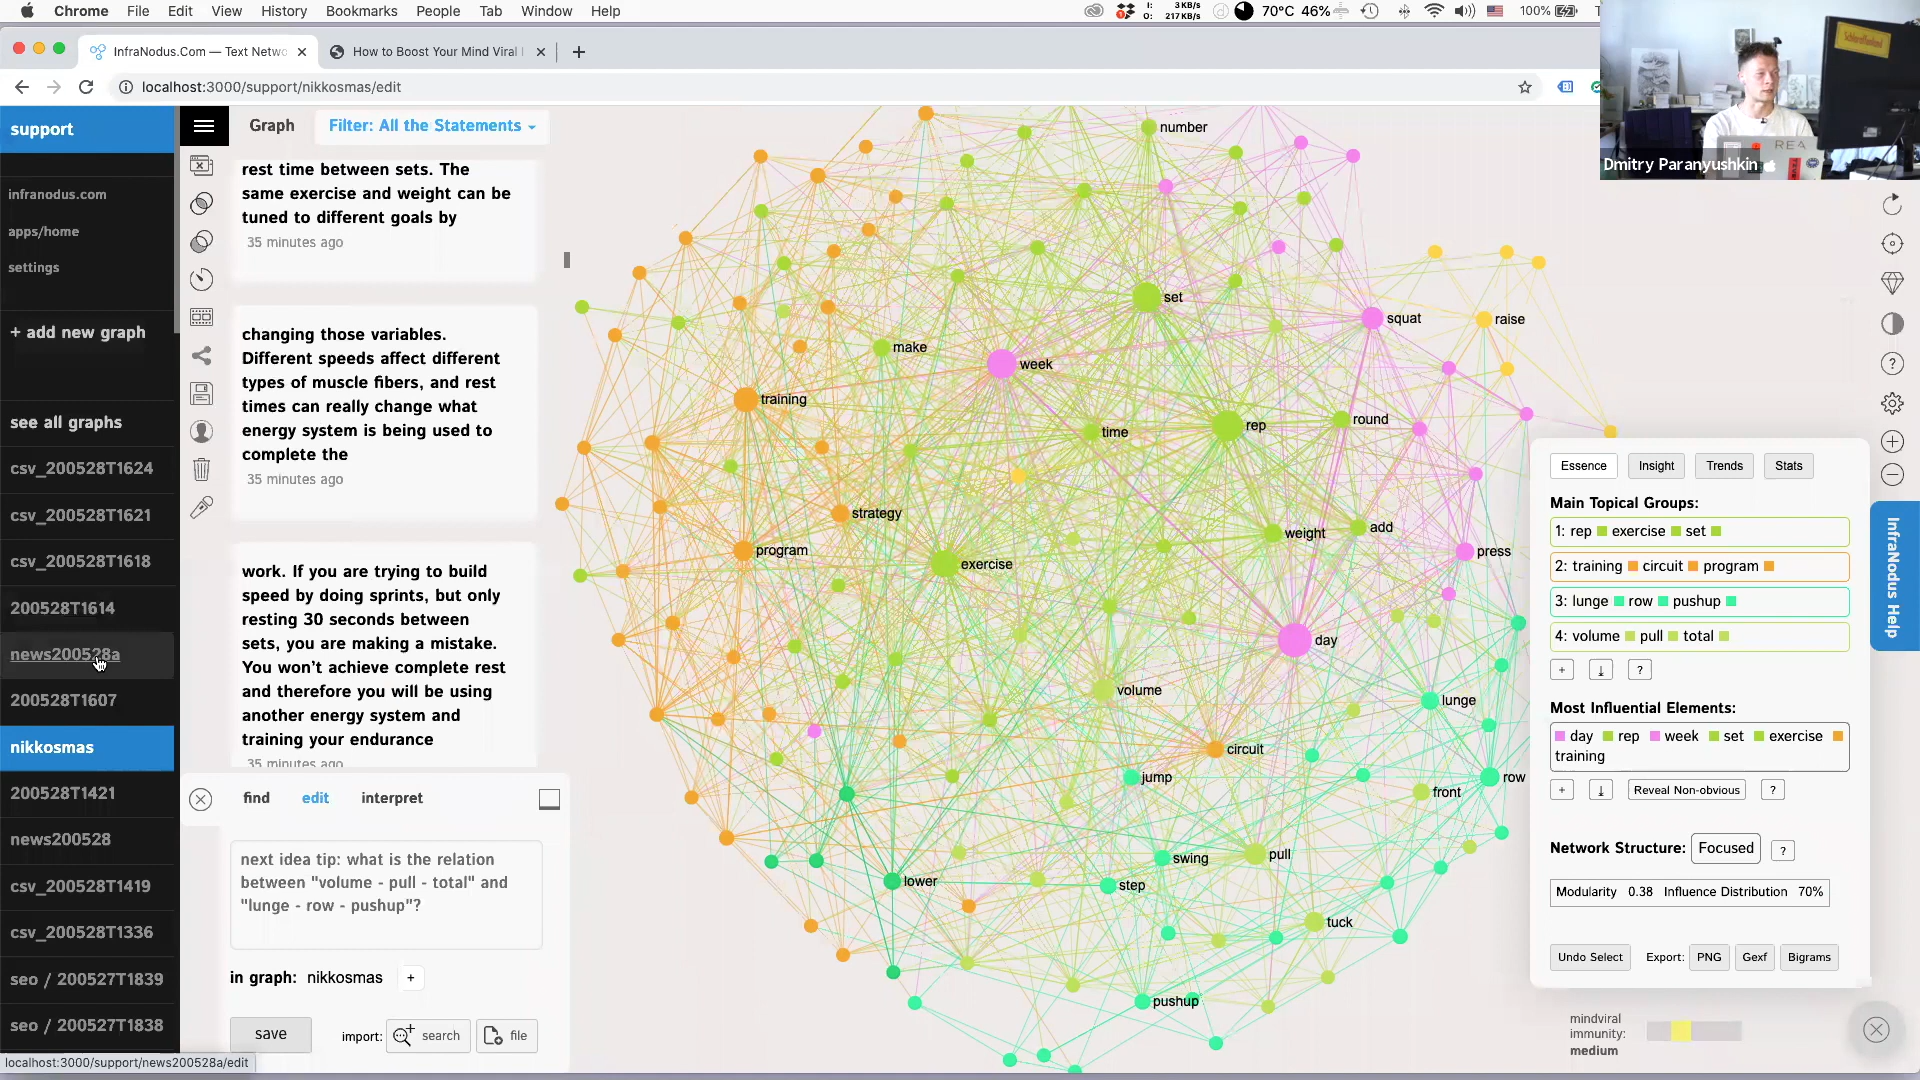 Chrome File Edit View History Bookmarks People Tab Window Help
I: 3 KB/s
O: 217 KB/s
70°C 46%
100%
InfraNodus.Com — Text Netwo
How to Boost Your Mind Viral I
localhost:3000/support/nikkosmas/edit
Dmitry Paranyushkin
REA
support
infranodus.com
apps/home
settings
+ add new graph
see all graphs
csv_200528T1624
csv_200528T1621
csv_200528T1618
200528T1614
news200528a
200528T1607
nikkosmas
200528T1421
news200528
csv_200528T1419
csv_200528T1336
seo / 200527T1839
seo / 200527T1838
localhost:3000/support/news200528a/edit
Graph
Filter: All the Statements
rest time between sets. The
same exercise and weight can be
tuned to different goals by
35 minutes ago
changing those variables.
Different speeds affect different
types of muscle fibers, and rest
times can really change what
energy system is being used to
complete the
35 minutes ago
work. If you are trying to build
speed by doing sprints, but only
resting 30 seconds between
sets, you are making a mistake.
You won't achieve complete rest
and therefore you will be using
another energy system and
training your endurance
35 minutes ago
find edit interpret
next idea tip: what is the relation
between "volume - pull - total" and
"lunge - row - pushup"?
in graph: nikkosmas +
save import: search file
number
set
squat
raise
make
week
training
round
rep
time
strategy
add
weight
program
press
exercise
day
volume
lunge
circuit
jump
row
front
swing
pull
lower
step
tuck
pushup
Essence Insight Trends Stats
Main Topical Groups:
1: rep exercise set
2: training circuit program
3: lunge row pushup
4: volume pull total
+ ↓ ?
Most Influential Elements:
day rep week set exercise
training
+ ↓ Reveal Non-obvious ?
Network Structure: Focused ?
Modularity 0.38 Influence Distribution 70%
Undo Select Export: PNG Gexf Bigrams
InfraNodus Help
mindviral
immunity:
medium